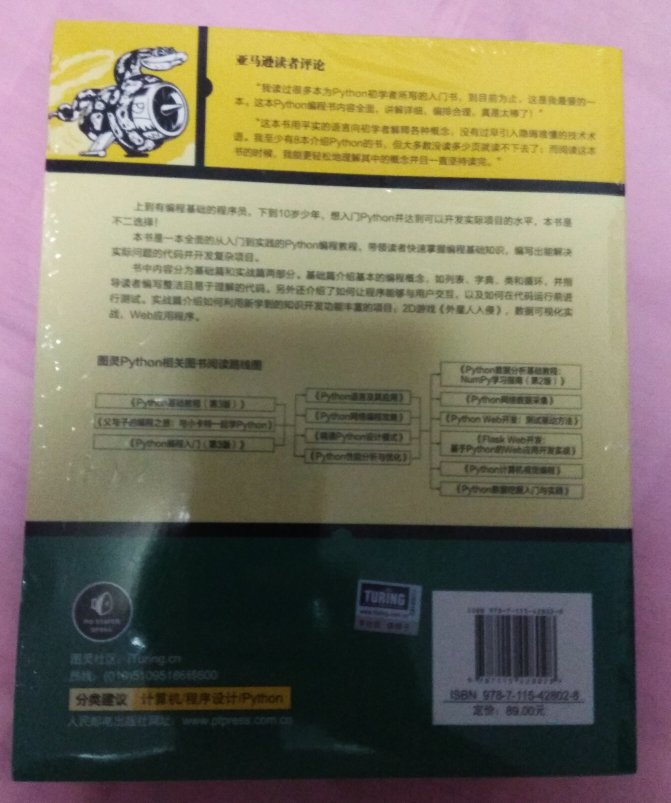 亚马逊读者评论
“我读过很多本为Python初学者所写的入门书，到目前为止，这是我最爱的一
本。这本Python编程书内容全面、讲解详细、编排合理，真是太棒了！”
“这本书用平实的语言向初学者解释各种概念，没有过早引入隐晦难懂的技术术
语。我至少有8本介绍Python的书，但大多数没读多少页就读不下去了；而阅读这本
书的时候，我能更轻松地理解其中的概念并且一直坚持读完。”
上到有编程基础的程序员，下到10岁少年，想入门Python并达到可以开发实际项目的水平，本书是
不二选择！
本书是一本全面的从入门到实践的Python编程教程，带领读者快速掌握编程基础知识、编写出能解决
实际问题的代码并开发复杂项目。
书中内容分为基础篇和实战篇两部分。基础篇介绍基本的编程概念，如列表、字典、类和循环，并指
导读者编写整洁且易于理解的代码。另外还介绍了如何让程序能够与用户交互，以及如何在代码运行前进
行测试。实战篇介绍如何利用新学到的知识开发功能丰富的项目：2D游戏《外星人入侵》，数据可视化实
战，Web应用程序。
图灵Python相关图书阅读路线图
《Python基础教程（第3版）》
《父与子的编程之旅：与小卡特一起学Python》
《Python编程入门（第3版）》
《Python语言及其应用》
《Python网络编程攻略》
《精通Python设计模式》
《Python性能分析与优化》
《Python数据分析基础教程：
NumPy学习指南（第2版）》
《Python网络数据采集》
《Python Web开发：测试驱动方法》
《Flask Web开发：
基于Python的Web应用开发实战》
《Python计算机视觉编程》
《Python数据挖掘入门与实践》
NO STARCH
PRESS
TURING
图灵社区：iTuring.cn
热线：(010)51095186转600
分类建议 计算机/程序设计/Python
人民邮电出版社网址：www.ptpress.com.cn
ISBN 978-7-115-42802-8
9 787115 428028
ISBN 978-7-115-42802-8
定价：89.00元